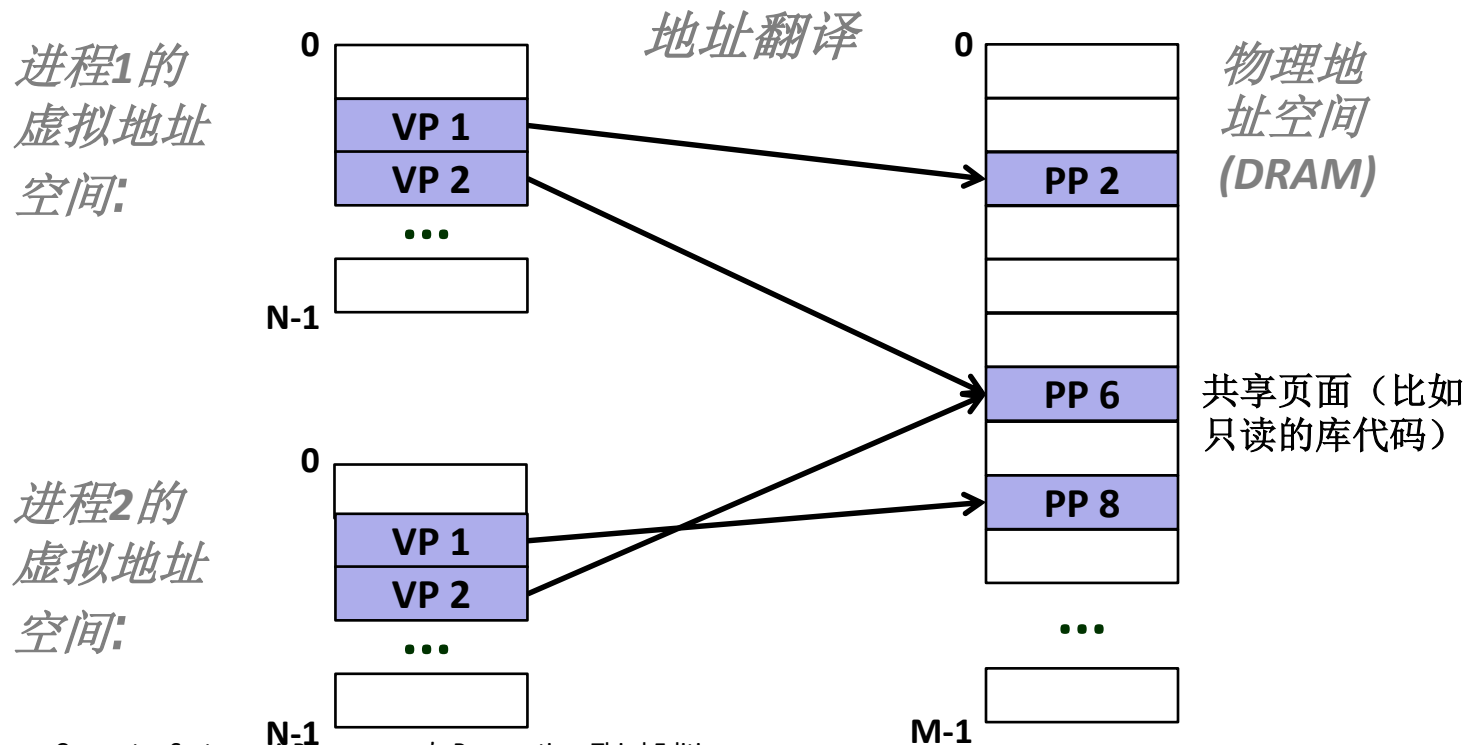 地址翻译
进程1的
虚拟地址
空间:
0
VP 1
VP 2
...
N-1
0
PP 2
PP 6
PP 8
...
M-1
物理地
址空间
(DRAM)
共享页面（比如
只读的库代码）
进程2的
虚拟地址
空间:
0
VP 1
VP 2
...
N-1
Third